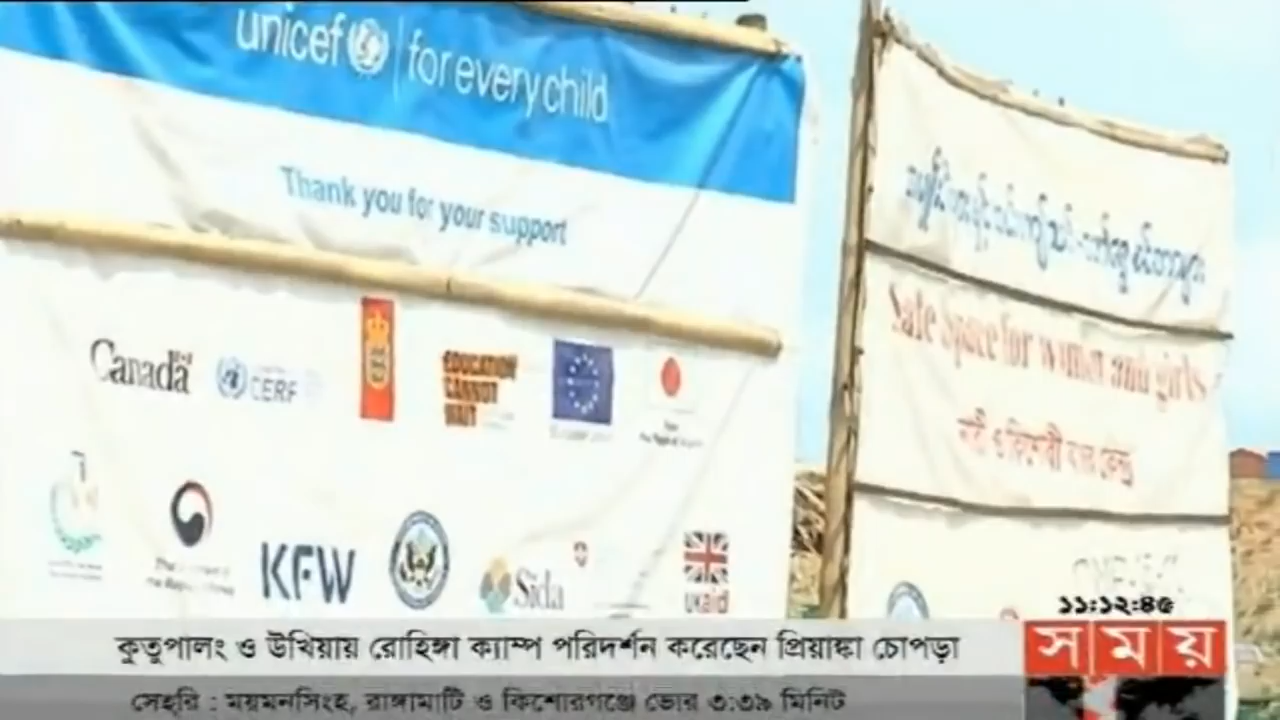 unicef for every child
Thank you for your support
Canada
CERF
EDUCATION
CANNOT
WAIT
KFW
Sida
ukaid
Safe space for women and girls
১১:১২:৪৫
সময়
কুতুপালং ও উখিয়ায় রোহিঙ্গা ক্যাম্প পরিদর্শন করেছেন প্রিয়াঙ্কা চোপড়া
সেহরি : ময়মনসিংহ, রাঙ্গামাটি ও কিশোরগঞ্জে ভোর ৩:৩৯ মিনিট